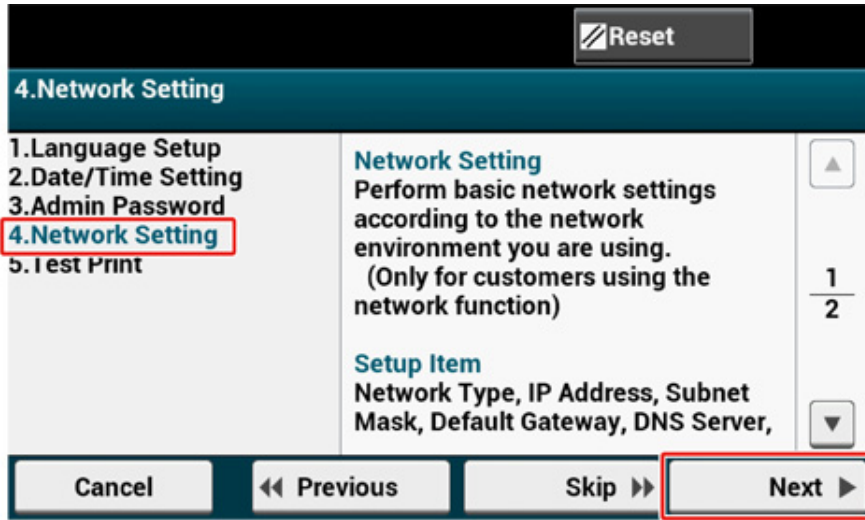 Reset
4.Network Setting
1.Language Setup
2.Date/Time Setting
3.Admin Password
4.Network Setting
5.Test Print
Network Setting
Perform basic network settings
according to the network
environment you are using.
(Only for customers using the
network function)
Setup Item
Network Type, IP Address, Subnet
Mask, Default Gateway, DNS Server,
1
2
Cancel
Previous
Skip
Next